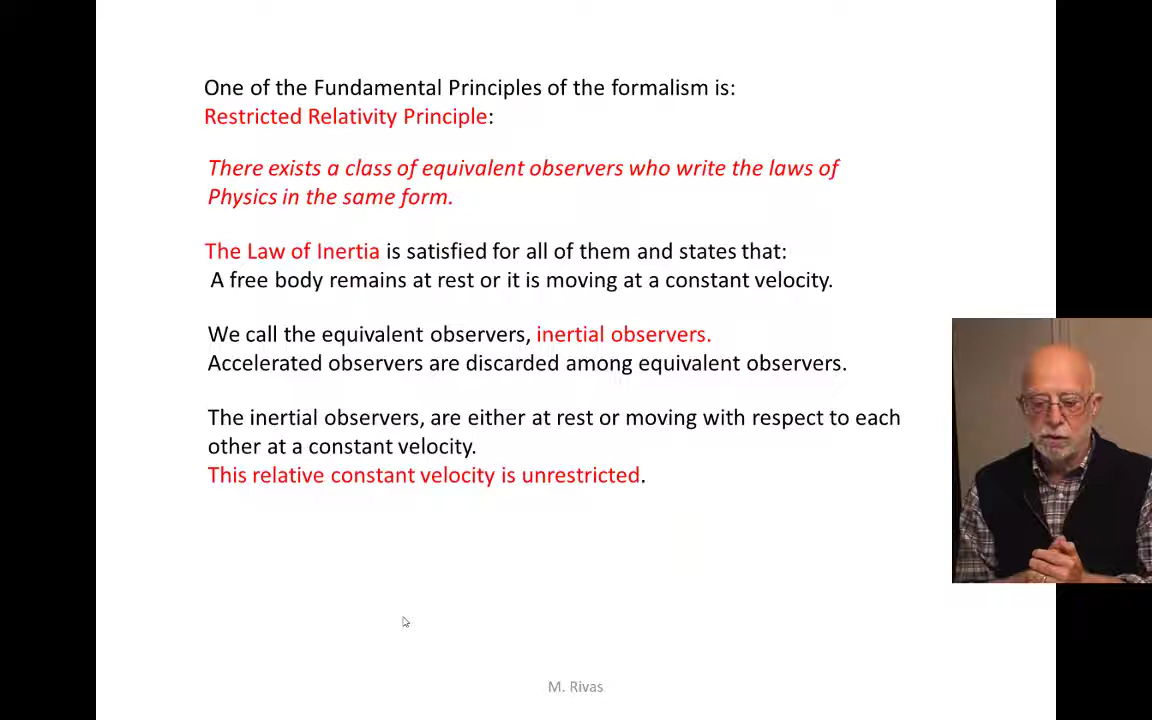 One of the Fundamental Principles of the formalism is:
Restricted Relativity Principle:
There exists a class of equivalent observers who write the laws of
Physics in the same form.
The Law of Inertia is satisfied for all of them and states that:
A free body remains at rest or it is moving at a constant velocity.
We call the equivalent observers, inertial observers.
Accelerated observers are discarded among equivalent observers.
The inertial observers, are either at rest or moving with respect to each
other at a constant velocity.
This relative constant velocity is unrestricted.
M. Rivas